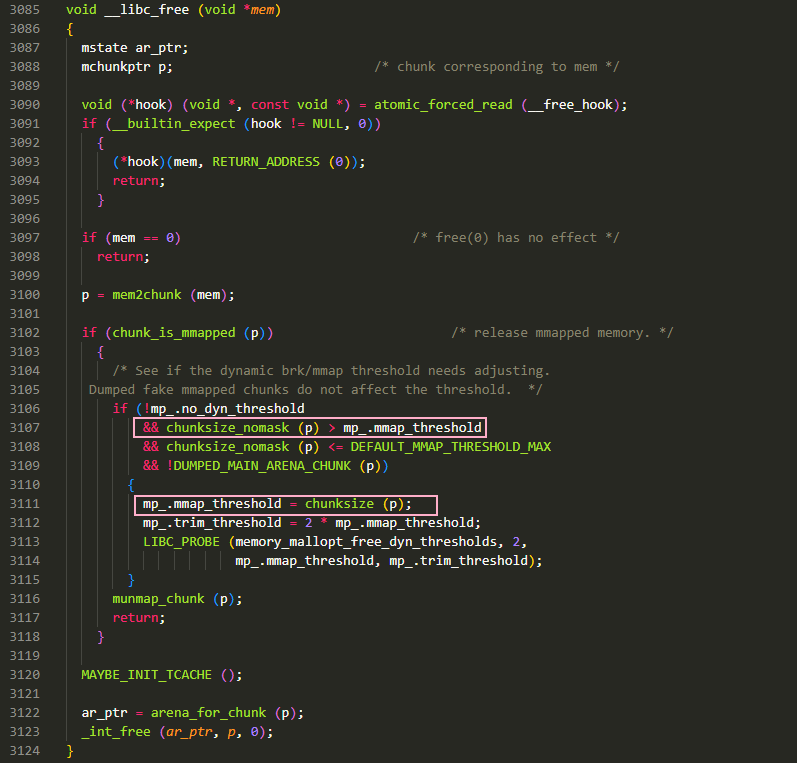 3085 void __libc_free (void *mem)
3086 {
3087 mstate ar_ptr;
3088 mchunkptr p; /* chunk corresponding to mem */
3089
3090 void (*hook) (void *, const void *) = atomic_forced_read (__free_hook);
3091 if (__builtin_expect (hook != NULL, 0))
3092 {
3093 (*hook)(mem, RETURN_ADDRESS (0));
3094 return;
3095 }
3096
3097 if (mem == 0) /* free(0) has no effect */
3098 return;
3099
3100 p = mem2chunk (mem);
3101
3102 if (chunk_is_mmapped (p)) /* release mmapped memory. */
3103 {
3104 /* See if the dynamic brk/mmap threshold needs adjusting.
3105 Dumped fake mmapped chunks do not affect the threshold. */
3106 if (!mp_.no_dyn_threshold
3107 && chunksize_nomask (p) > mp_.mmap_threshold
3108 && chunksize_nomask (p) <= DEFAULT_MMAP_THRESHOLD_MAX
3109 && !DUMPED_MAIN_ARENA_CHUNK (p))
3110 {
3111 mp_.mmap_threshold = chunksize (p);
3112 mp_.trim_threshold = 2 * mp_.mmap_threshold;
3113 LIBC_PROBE (memory_mallopt_free_dyn_thresholds, 2,
3114 mp_.mmap_threshold, mp_.trim_threshold);
3115 }
3116 munmap_chunk (p);
3117 return;
3118 }
3119
3120 MAYBE_INIT_TCACHE ();
3121
3122 ar_ptr = arena_for_chunk (p);
3123 _int_free (ar_ptr, p, 0);
3124 }